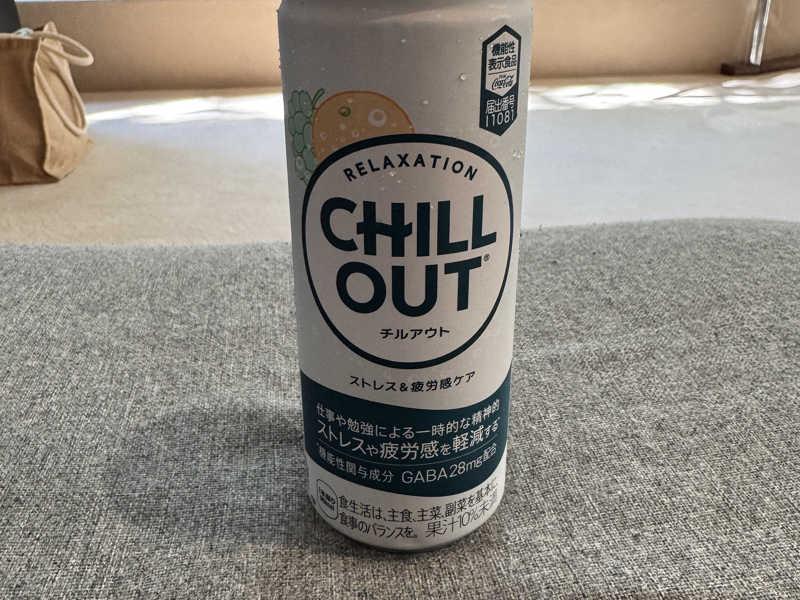 機能性
表示食品
Coca-Cola
届出番号
I1081
RELAXATION
CHILL
OUT®
チルアウト
ストレス&疲労感ケア
仕事や勉強による一時的な精神的
ストレスや疲労感を軽減する*
*機能性関与成分 GABA28mg配合
食生活は、主食、主菜、副菜を基本に、
食事のバランスを。 果汁10%未満